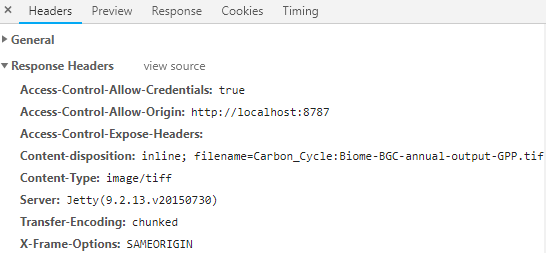 × Headers Preview Response Cookies Timing
▸ General
▾ Response Headers view source
Access-Control-Allow-Credentials: true
Access-Control-Allow-Origin: http://localhost:8787
Access-Control-Expose-Headers:
Content-disposition: inline; filename=Carbon_Cycle:Biome-BGC-annual-output-GPP.tif
Content-Type: image/tiff
Server: Jetty(9.2.13.v20150730)
Transfer-Encoding: chunked
X-Frame-Options: SAMEORIGIN